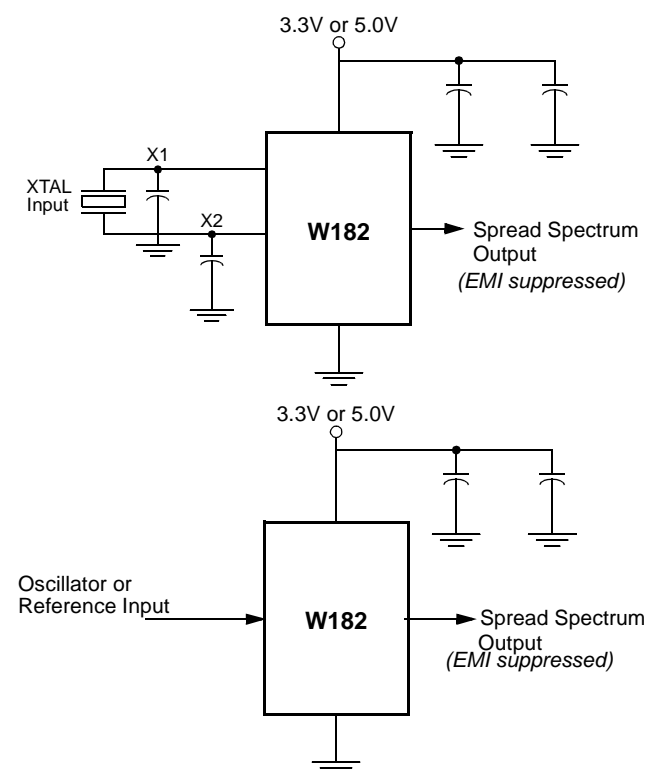 3.3V or 5.0V
X1
XTAL
Input
X2
W182
Spread Spectrum
Output
(EMI suppressed)
3.3V or 5.0V
Oscillator or
Reference Input
W182
Spread Spectrum
Output
(EMI suppressed)